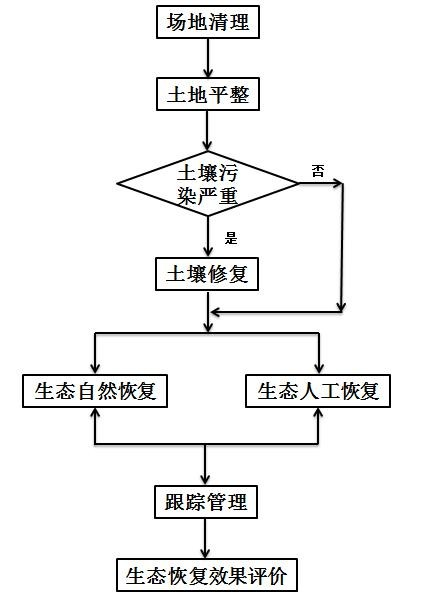 场地清理
土地平整
土壤污
染严重
否
是
土壤修复
生态自然恢复
生态人工恢复
跟踪管理
生态恢复效果评价